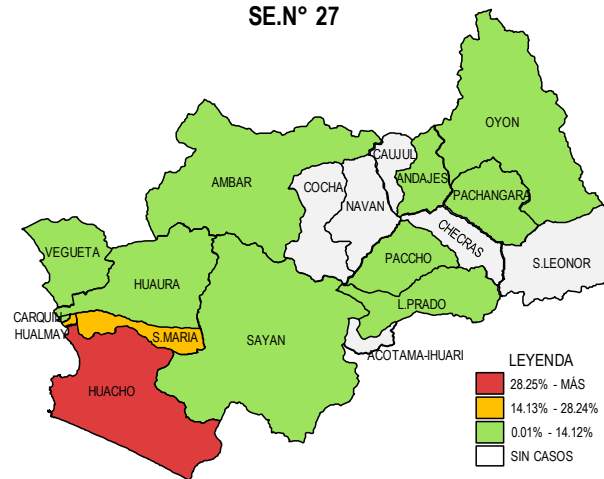 SE.N° 27
OYON
CAUJUL
ANDAJES
AMBAR
COCHA
PACHANGARA
NAVAN
CHECRAS
VEGUETA
PACCHO
S.LEONOR
HUAURA
L.PRADO
CARQUIN
HUALMAY
S.MARIA
SAYAN
ACOTAMA-IHUARI
HUACHO
LEYENDA
28.25% - MÁS
14.13% - 28.24%
0.01% - 14.12%
SIN CASOS